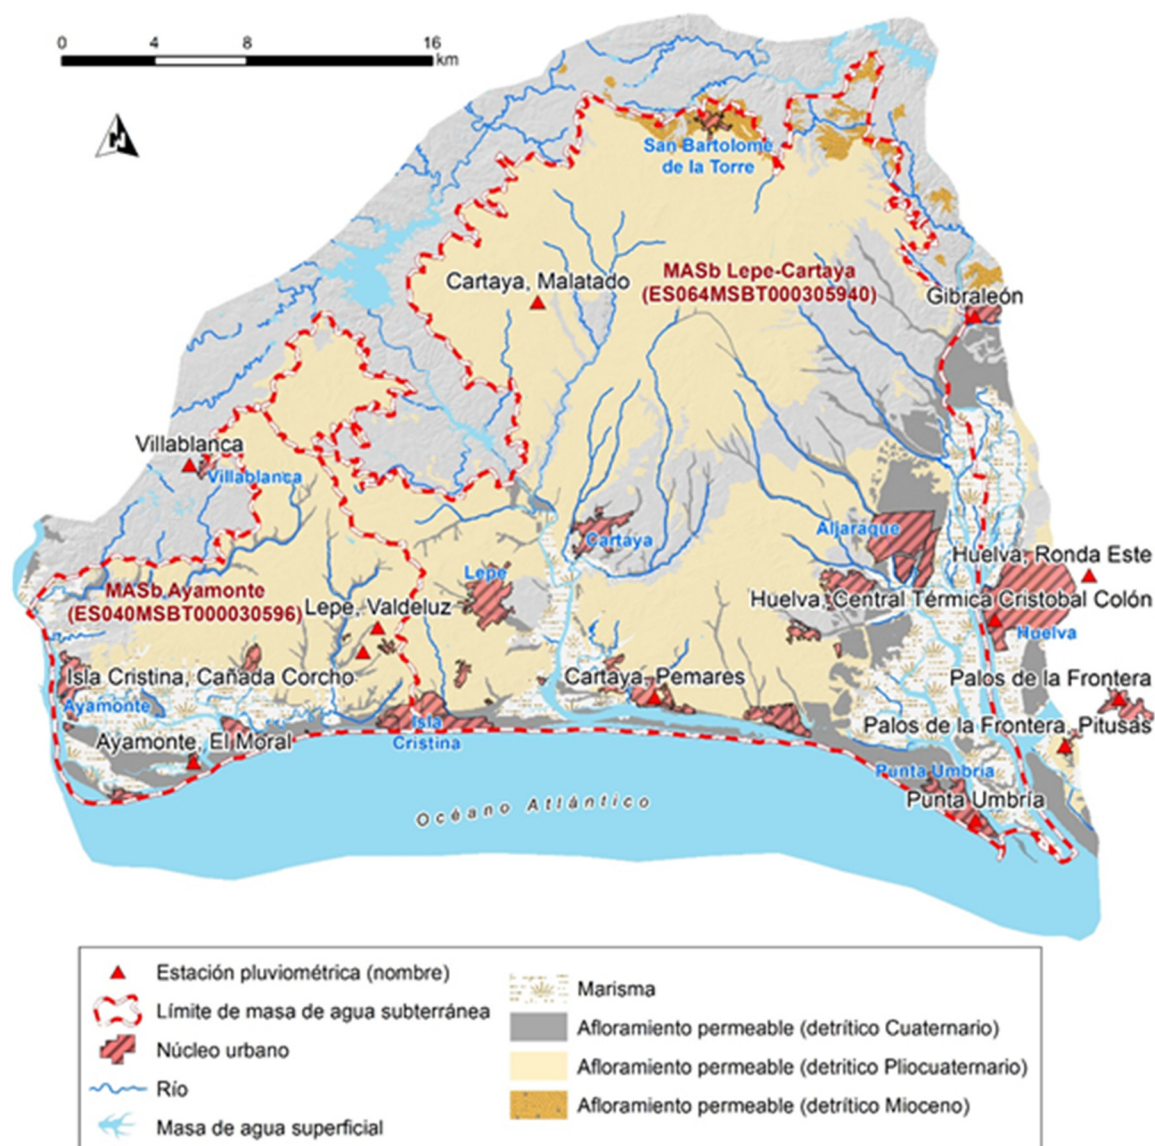 0 4 8 16
km
N
San Bartolomé
de la Torre
Cartaya, Malatado
MASb Lepe-Cartaya
(ES064MSBT000305940)
Gibraleón
Villablanca
Villablanca
Cartaya
Aljaraque
Huelva, Ronda Este
MASb Ayamonte
(ES040MSBT000030596)
Lepe
Lepe, Valdeluz
Huelva, Central Térmica Cristobal Colón
Huelva
Isla Cristina, Cañada Corcho
Cartaya, Pemares
Palos de la Frontera
Ayamonte
Palos de la Frontera, Pitusas
Ayamonte, El Moral
Isla
Cristina
Punta Umbría
Punta Umbría
Océano Atlántico
Estación pluviométrica (nombre)
Límite de masa de agua subterránea
Núcleo urbano
Río
Masa de agua superficial
Marisma
Afloramiento permeable (detrítico Cuaternario)
Afloramiento permeable (detrítico Pliocuaternario)
Afloramiento permeable (detrítico Mioceno)